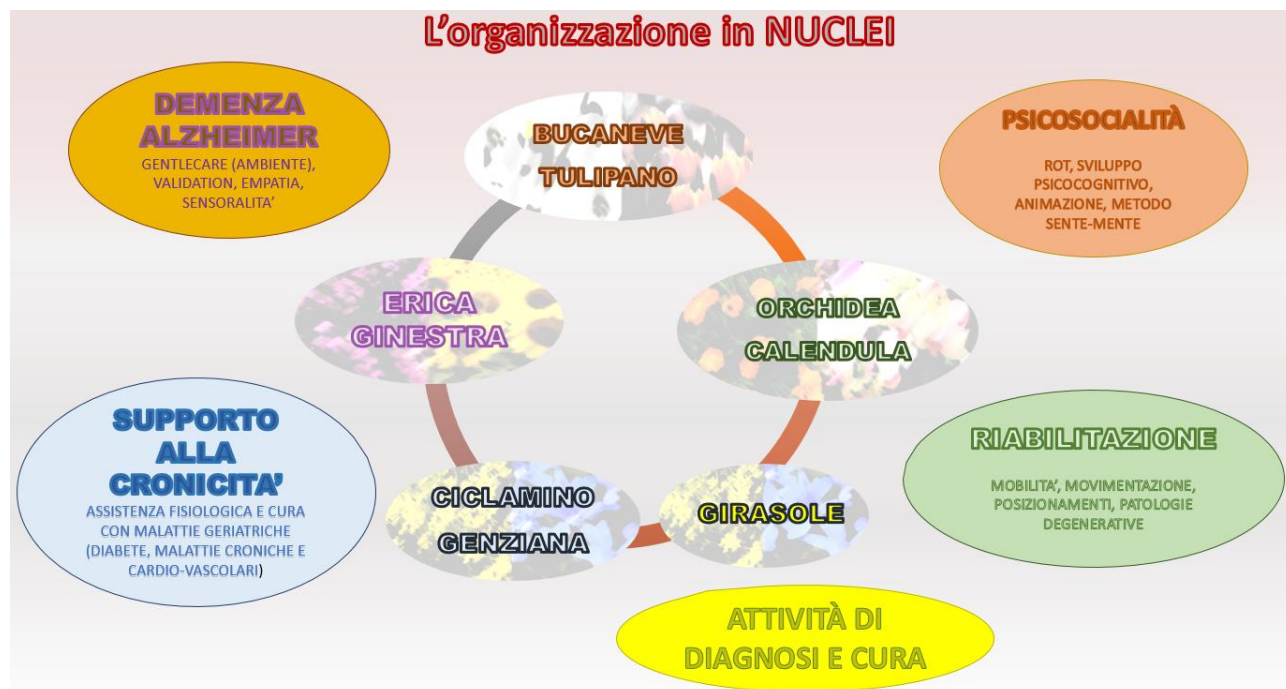 L'organizzazione in NUCLEI
DEMENZA
ALZHEIMER
GENTLECARE (AMBIENTE),
VALIDATION, EMPATIA,
SENSORALITA'
BUCANEVE
TULIPANO
PSICOSOCIALITÀ
ROT, SVILUPPO
PSICOCOGNITIVO,
ANIMAZIONE, METODO
SENTE-MENTE
ERICA
GINESTRA
ORCHIDEA
CALENDULA
SUPPORTO
ALLA
CRONICITA'
ASSISTENZA FISIOLOGICA E CURA
CON MALATTIE GERIATRICHE
(DIABETE, MALATTIE CRONICHE E
CARDIO-VASCOLARI)
CICLAMINO
GENZIANA
GIRASOLE
RIABILITAZIONE
MOBILITA', MOVIMENTAZIONE,
POSIZIONAMENTI, PATOLOGIE
DEGENERATIVE
ATTIVITÀ DI
DIAGNOSI E CURA